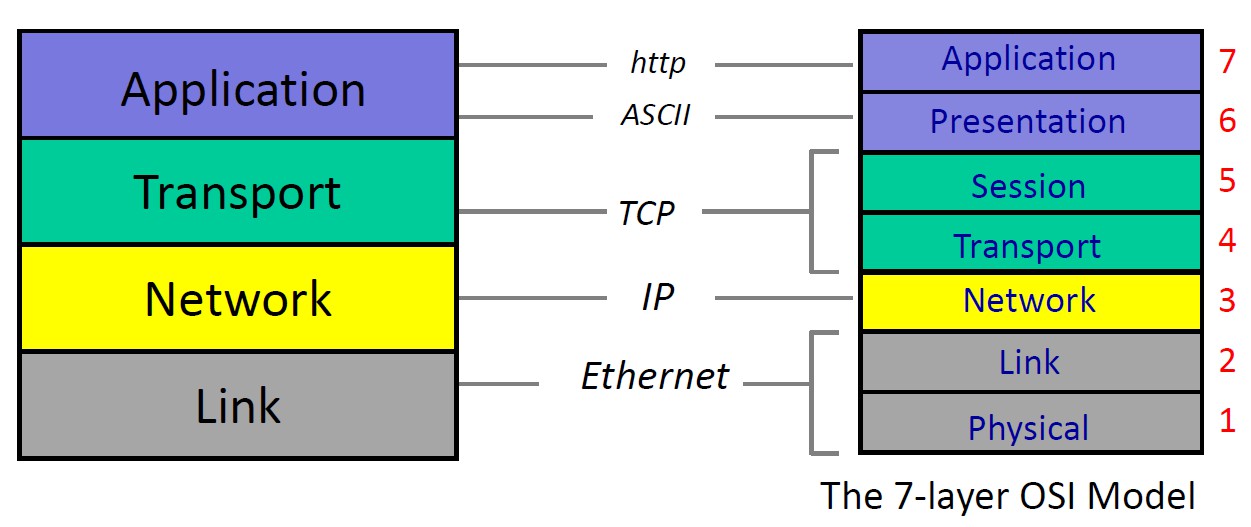 Application
Transport
Network
Link
http
ASCII
TCP
IP
Ethernet
Application 7
Presentation 6
Session 5
Transport 4
Network 3
Link 2
Physical 1
The 7-layer OSI Model